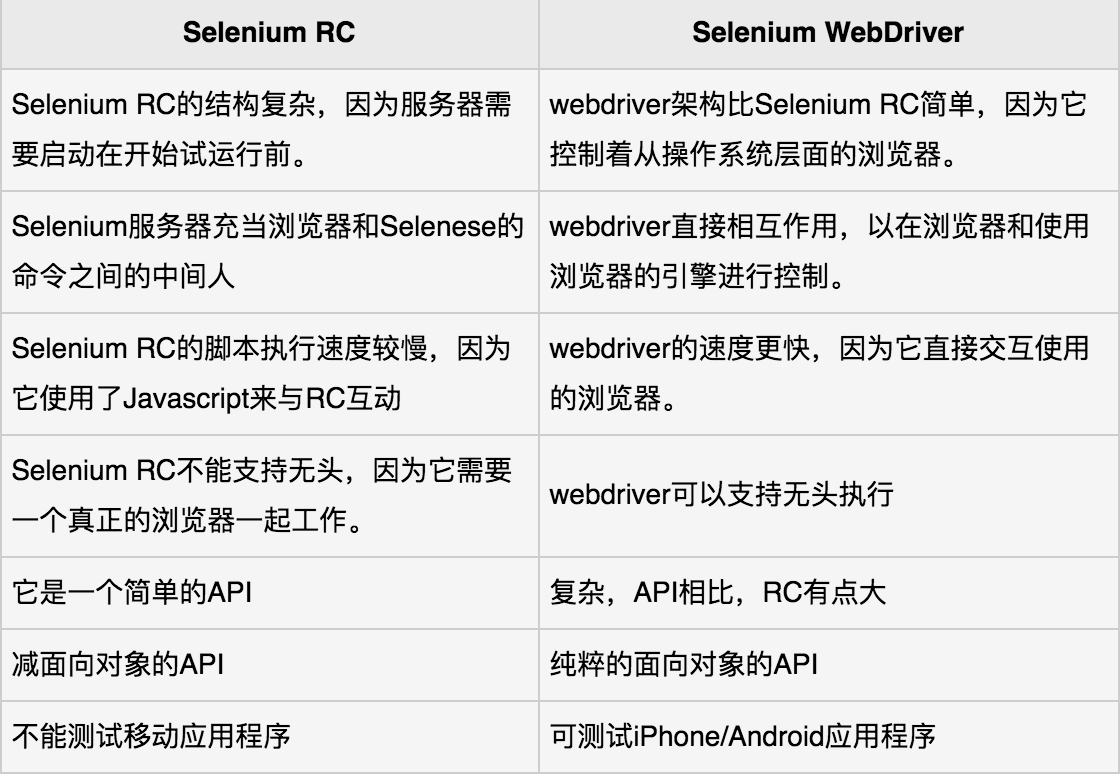 Selenium RC
Selenium WebDriver
Selenium RC的结构复杂，因为服务器需
要启动在开始试运行前。
webdriver架构比Selenium RC简单，因为它
控制着从操作系统层面的浏览器。
Selenium服务器充当浏览器和Selenese的
命令之间的中间人
webdriver直接相互作用，以在浏览器和使用
浏览器的引擎进行控制。
Selenium RC的脚本执行速度较慢，因为
它使用了Javascript来与RC互动
webdriver的速度更快，因为它直接交互使用
的浏览器。
Selenium RC不能支持无头，因为它需要
一个真正的浏览器一起工作。
webdriver可以支持无头执行
它是一个简单的API
复杂，API相比，RC有点大
减面向对象的API
纯粹的面向对象的API
不能测试移动应用程序
可测试iPhone/Android应用程序